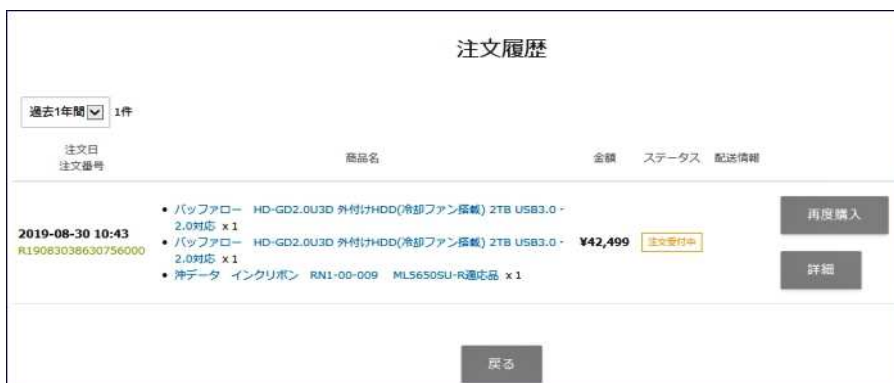 注文履歴
過去1年間 1件
注文日
注文番号
商品名
金額
ステータス
配送情報
2019-08-30 10:43
R19083038630756000
• バッファロー HD-GD2.0U3D 外付けHDD(冷却ファン搭載) 2TB USB3.0・
2.0対応 x 1
• バッファロー HD-GD2.0U3D 外付けHDD(冷却ファン搭載) 2TB USB3.0・
2.0対応 x 1
• 沖データ インクリボン RN1-00-009 ML5650SU-R適応品 x 1
¥42,499
注文受付中
再度購入
詳細
戻る